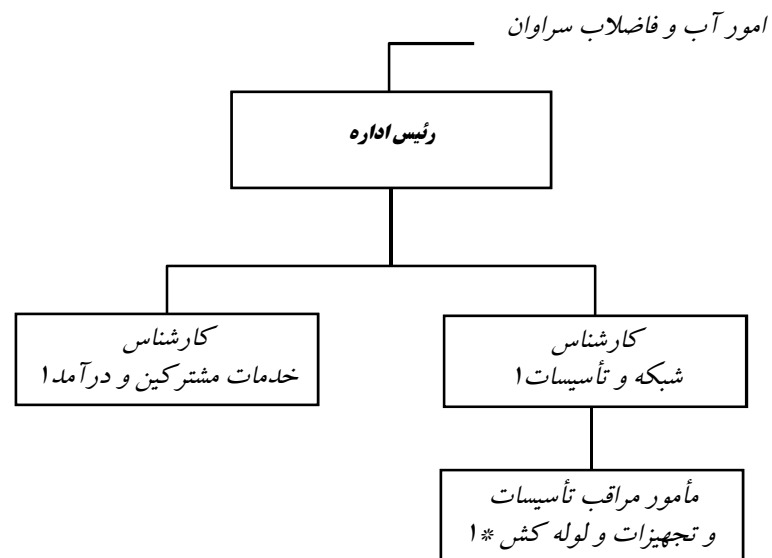 امور آب و فاضلاب سراوان
رئیس اداره
کارشناس
شبکه و تأسیسات۱
کارشناس
خدمات مشترکین و درآمد۱
مأمور مراقب تأسیسات
و تجهیزات و لوله کش *۱